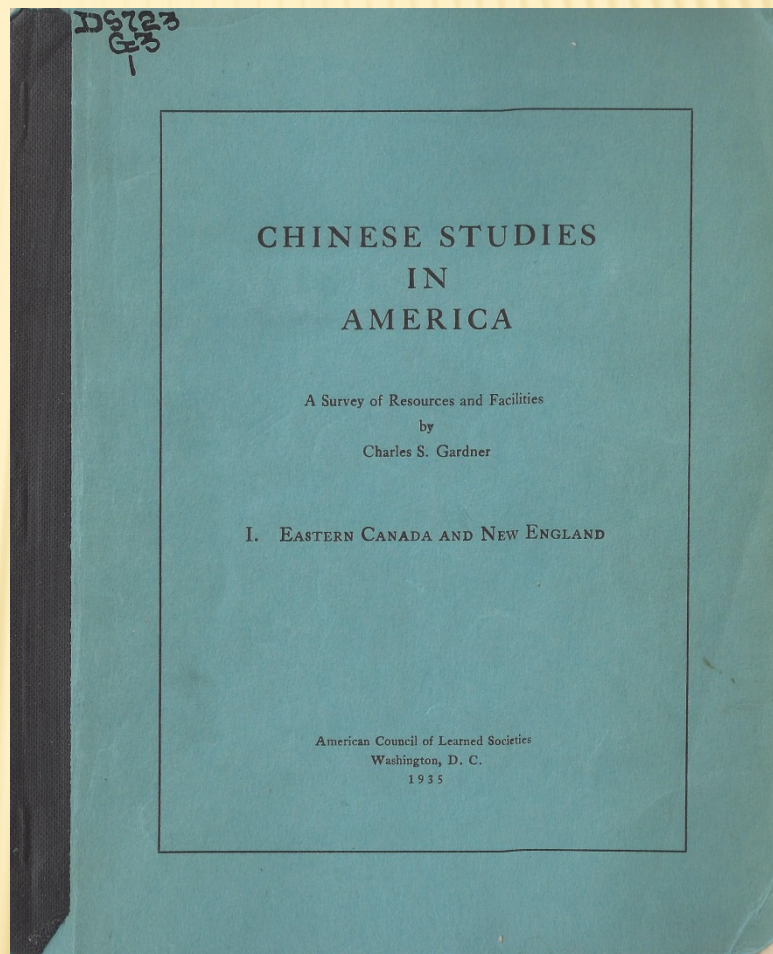 DS723
G3
1
CHINESE STUDIES
IN
AMERICA
A Survey of Resources and Facilities
by
Charles S. Gardner
I. EASTERN CANADA AND NEW ENGLAND
American Council of Learned Societies
Washington, D. C.
1935